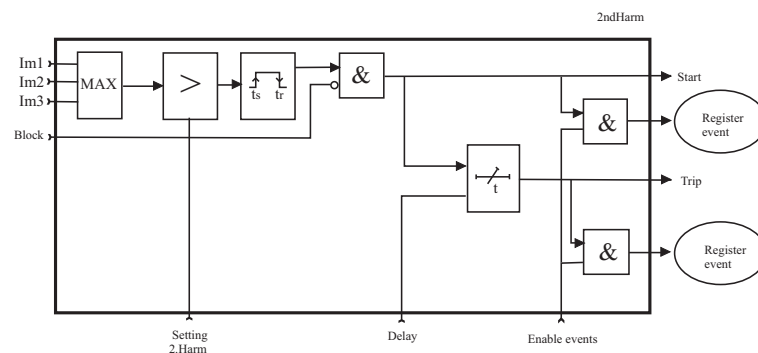 2ndHarm
Im1
Im2
Im3
MAX
>
ts tr
&
Start
Block
&
Register
event
t
Trip
&
Register
event
Setting
2.Harm
Delay
Enable events